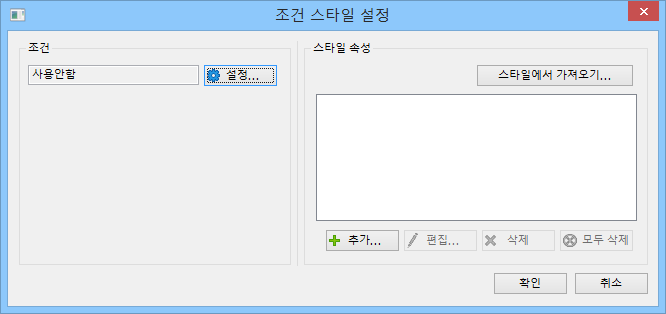 조건 스타일 설정
조건
사용안함
설정...
스타일 속성
스타일에서 가져오기...
추가...
편집...
삭제
모두 삭제
확인
취소